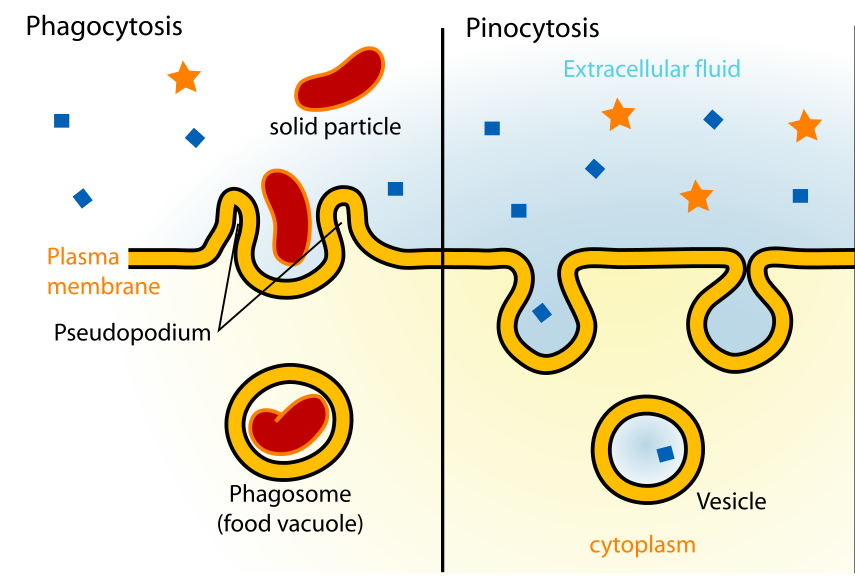 Phagocytosis
solid particle
Plasma
membrane
Pseudopodium
Phagosome
(food vacuole)
Pinocytosis
Extracellular fluid
Vesicle
cytoplasm